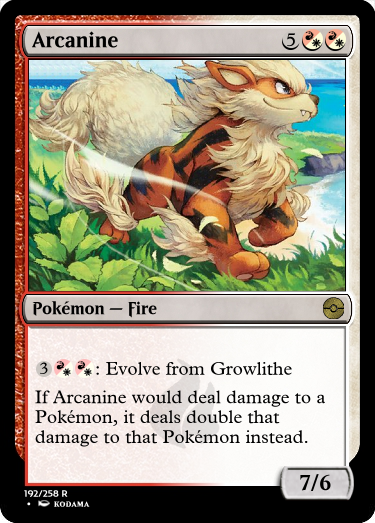 Arcanine 5
Pokémon — Fire
3 : Evolve from Growlithe
If Arcanine would deal damage to a
Pokémon, it deals double that
damage to that Pokémon instead.
7/6
192/258 R
• KODAMA